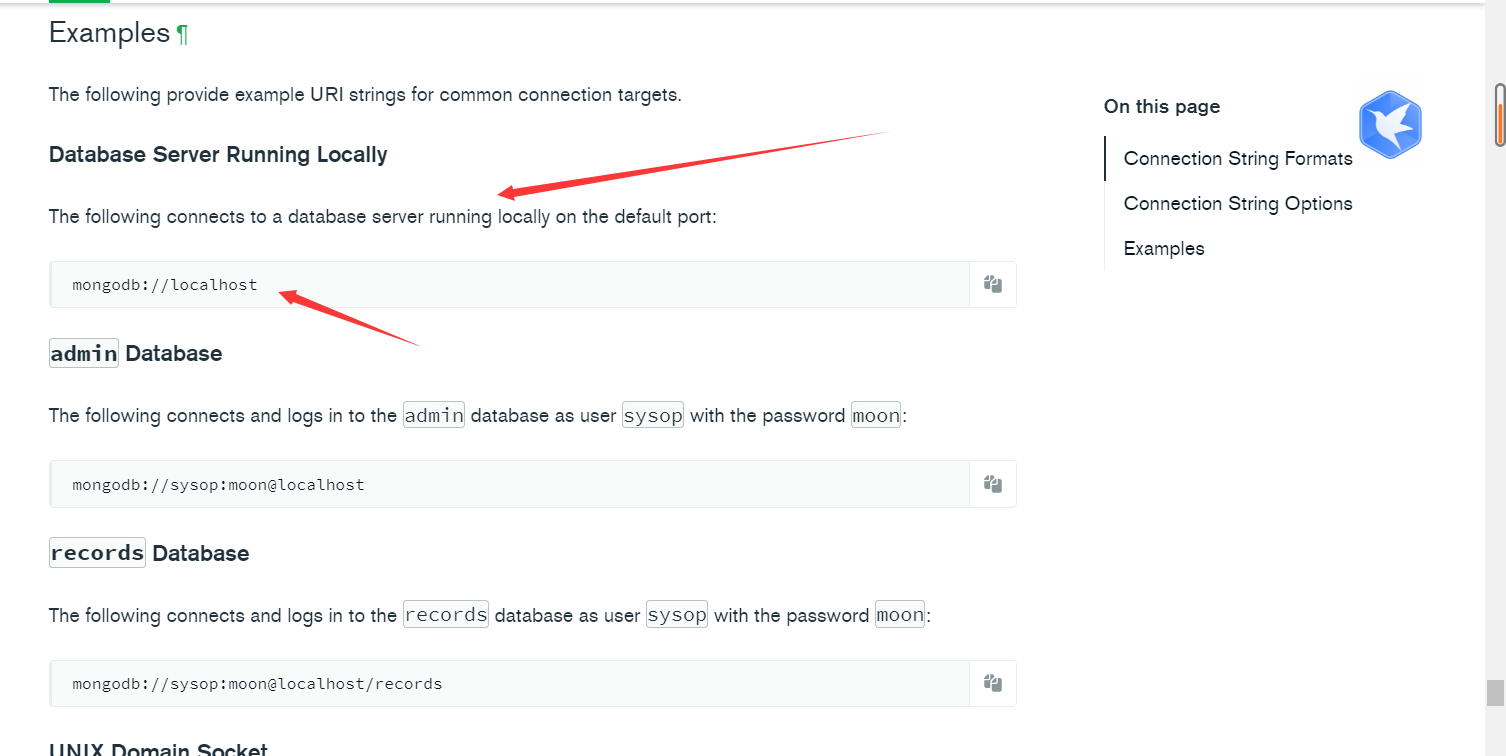 Examples ¶
The following provide example URI strings for common connection targets.
Database Server Running Locally
The following connects to a database server running locally on the default port:
mongodb://localhost
admin Database
The following connects and logs in to the admin database as user sysop with the password moon:
mongodb://sysop:moon@localhost
records Database
The following connects and logs in to the records database as user sysop with the password moon:
mongodb://sysop:moon@localhost/records
UNIX Domain Socket
On this page
Connection String Formats
Connection String Options
Examples